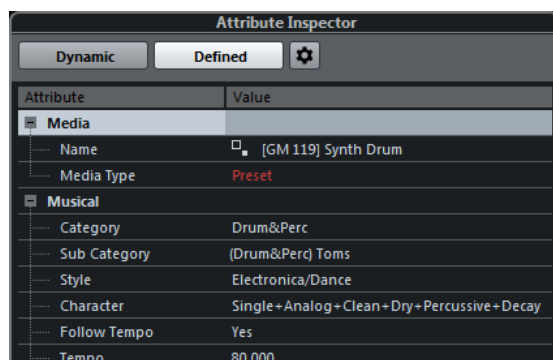 Attribute Inspector
Dynamic Defined
Attribute Value
Media
Name [GM 119] Synth Drum
Media Type Preset
Musical
Category Drum&Perc
Sub Category (Drum&Perc) Toms
Style Electronica/Dance
Character Single+Analog+Clean+Dry+Percussive+Decay
Follow Tempo Yes
Tempo 80.000